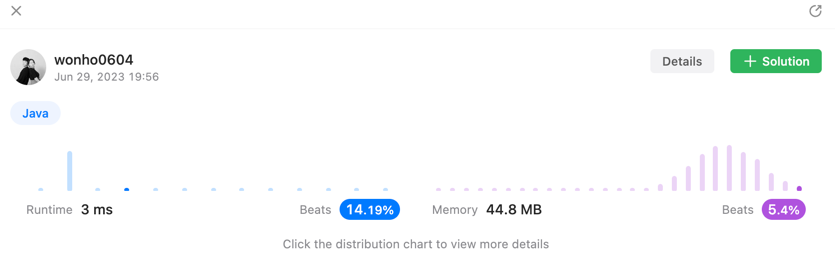 wonho0604
Jun 29, 2023 19:56
Details
+ Solution
Java
Runtime 3 ms
Beats 14.19%
Memory 44.8 MB
Beats 5.4%
Click the distribution chart to view more details